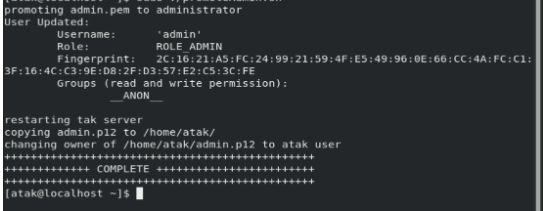 promoting admin.pem to administrator
User Updated:
Username: 'admin'
Role: ROLE_ADMIN
Fingerprint: 2C:16:21:A5:FC:24:99:21:59:4F:E5:49:96:0E:66:CC:4A:FC:C1:
3F:16:4C:C3:9E:D8:2F:D3:57:E2:C5:3C:FE
Groups (read and write permission):
__ANON__
restarting tak server
copying admin.p12 to /home/atak/
changing owner of /home/atak/admin.p12 to atak user
+++++++++++++++++++++++++++++++++++++++++++++++
+++++++++++++ COMPLETE ++++++++++++++++++++++++
+++++++++++++++++++++++++++++++++++++++++++++++
[atak@localhost ~]$